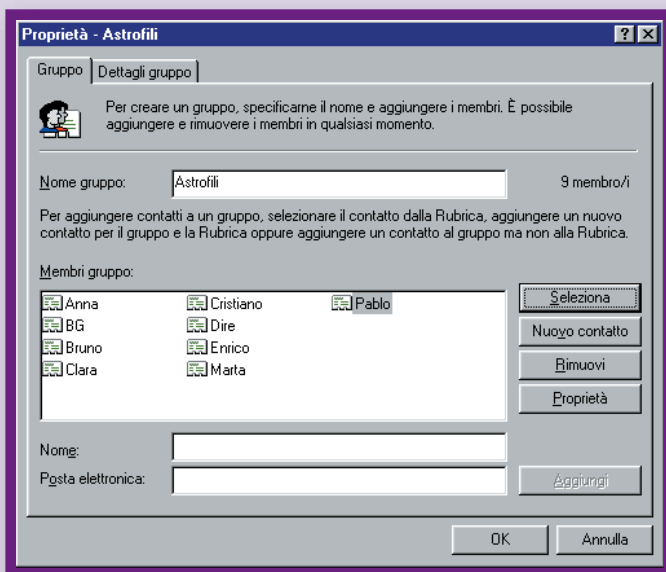 Proprietà - Astrofili
Gruppo
Dettagli gruppo
Per creare un gruppo, specificarne il nome e aggiungere i membri. È possibile
aggiungere e rimuovere i membri in qualsiasi momento.
Nome gruppo:
Astrofili
9 membro/i
Per aggiungere contatti a un gruppo, selezionare il contatto dalla Rubrica, aggiungere un nuovo
contatto per il gruppo e la Rubrica oppure aggiungere un contatto al gruppo ma non alla Rubrica.
Membri gruppo:
Anna
BG
Bruno
Clara
Cristiano
Dire
Enrico
Marta
Pablo
Seleziona
Nuovo contatto
Rimuovi
Proprietà
Nome:
Posta elettronica:
Aggiungi
OK
Annulla